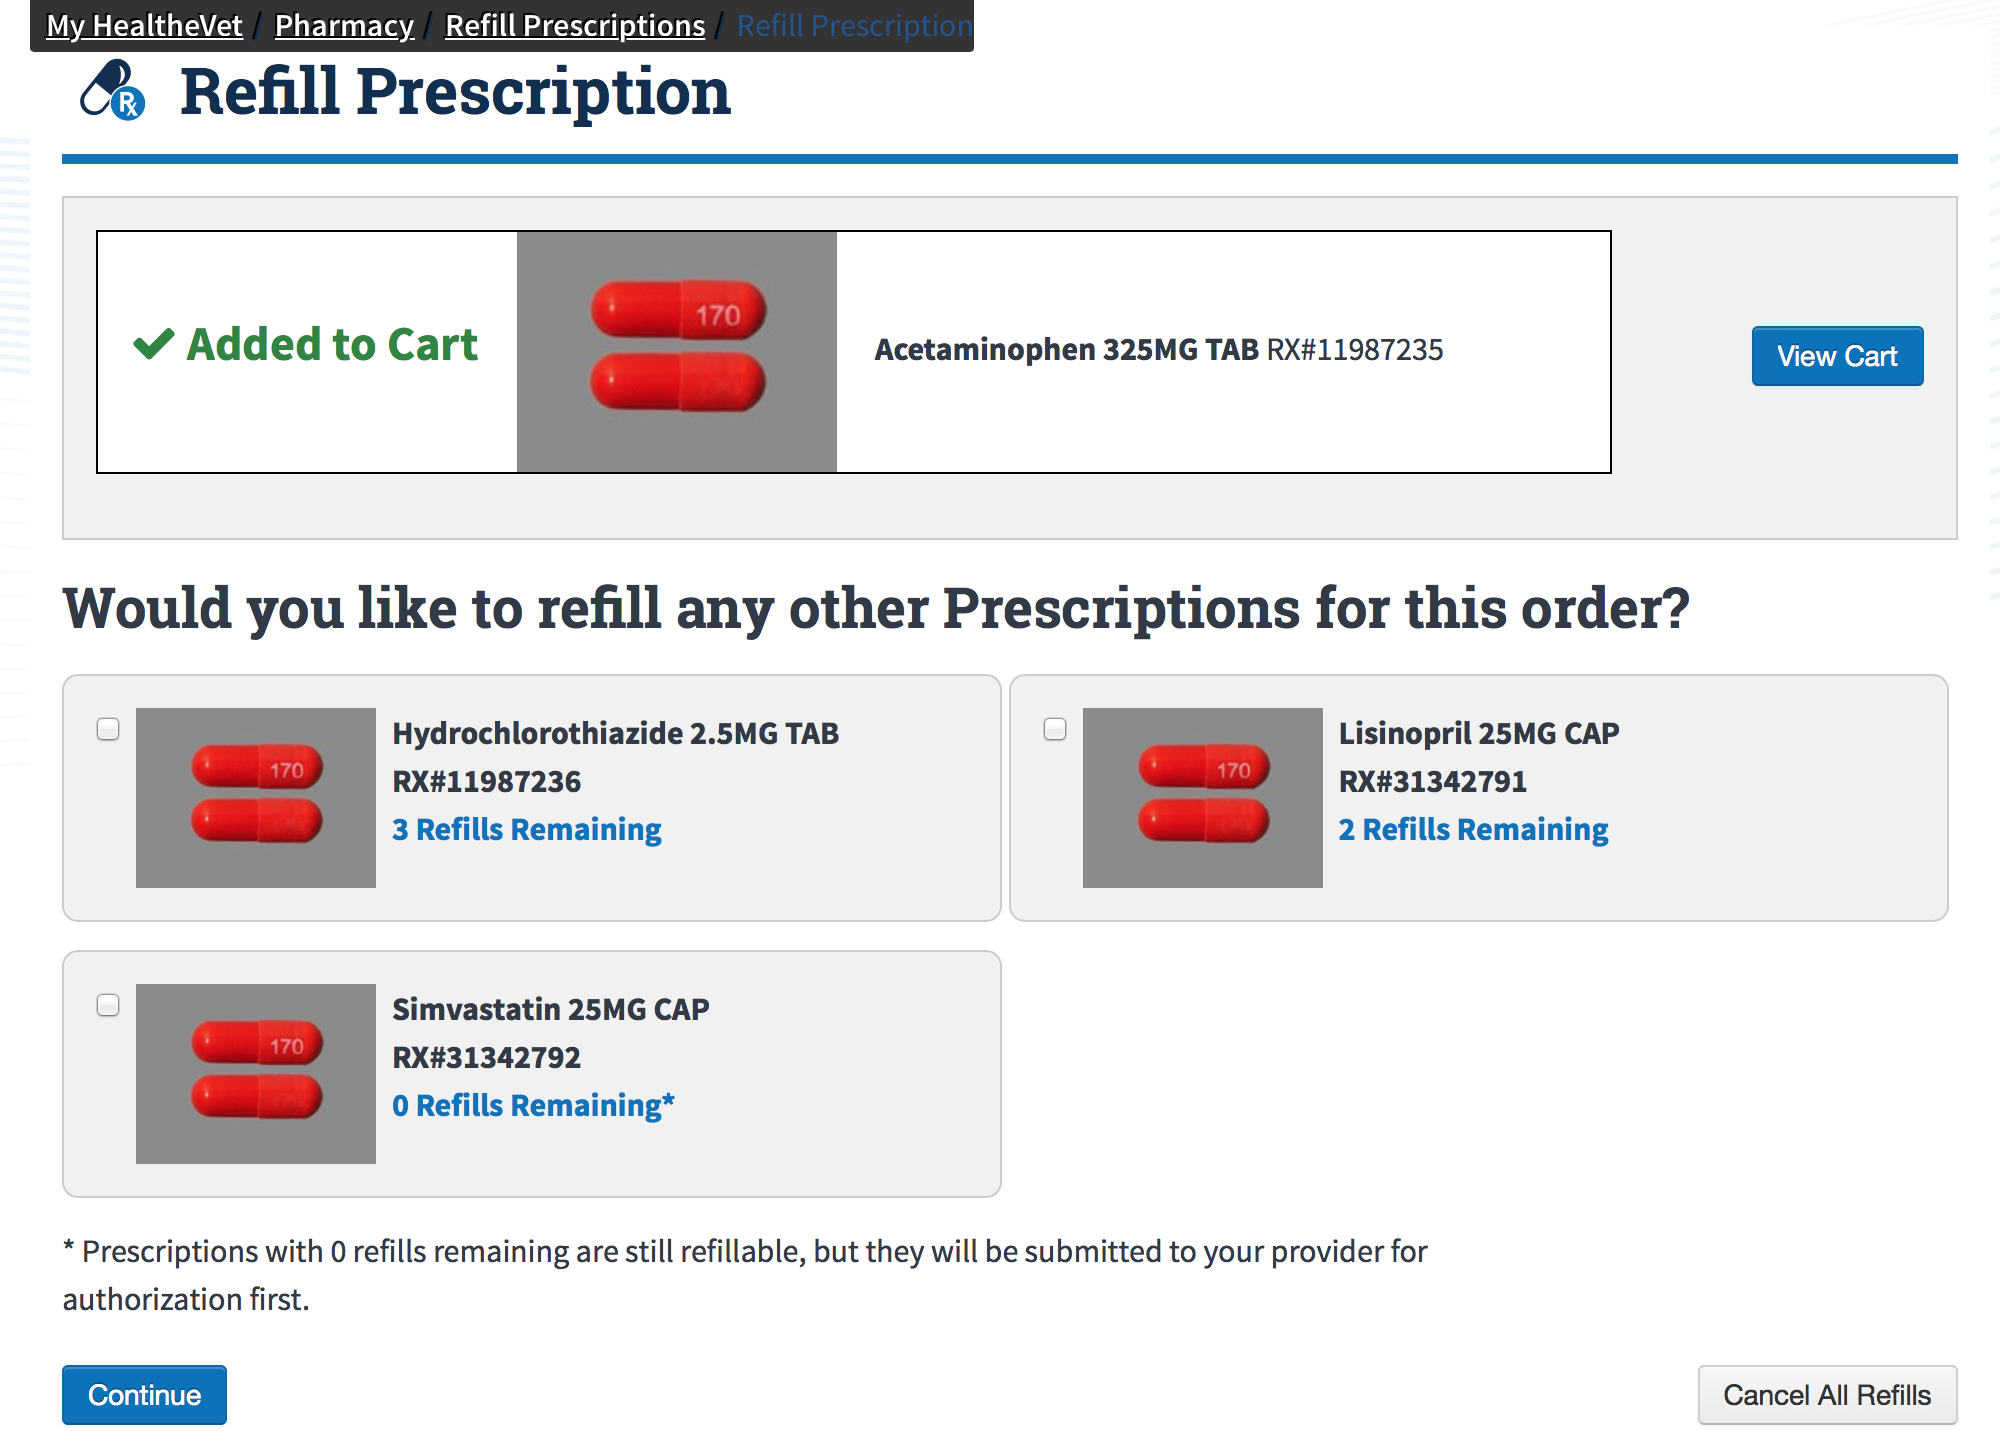 My HealtheVet / Pharmacy / Refill Prescriptions / Refill Prescription
Rx Refill Prescription
✓ Added to Cart
170
Acetaminophen 325MG TAB RX#11987235
View Cart
Would you like to refill any other Prescriptions for this order?
170
Hydrochlorothiazide 2.5MG TAB
RX#11987236
3 Refills Remaining
170
Lisinopril 25MG CAP
RX#31342791
2 Refills Remaining
170
Simvastatin 25MG CAP
RX#31342792
0 Refills Remaining*
* Prescriptions with 0 refills remaining are still refillable, but they will be submitted to your provider for
authorization first.
Continue
Cancel All Refills